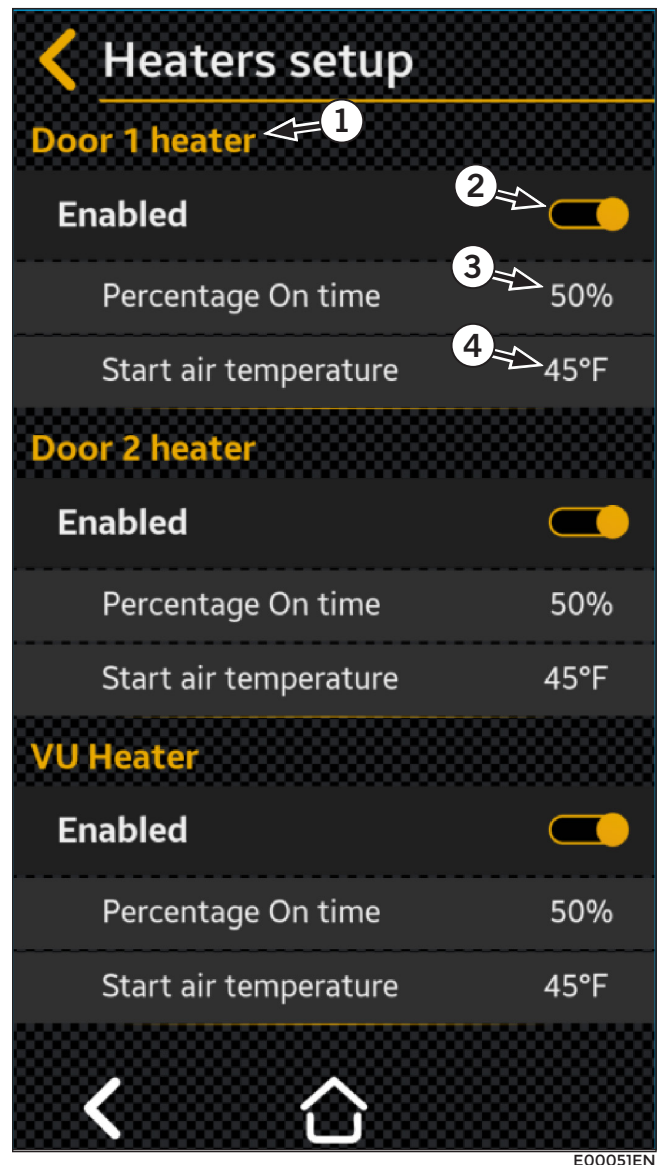 Heaters setup
Door 1 heater 1
Enabled 2
Percentage On time 3 50%
Start air temperature 4 45°F
Door 2 heater
Enabled
Percentage On time 50%
Start air temperature 45°F
VU Heater
Enabled
Percentage On time 50%
Start air temperature 45°F
E00051EN